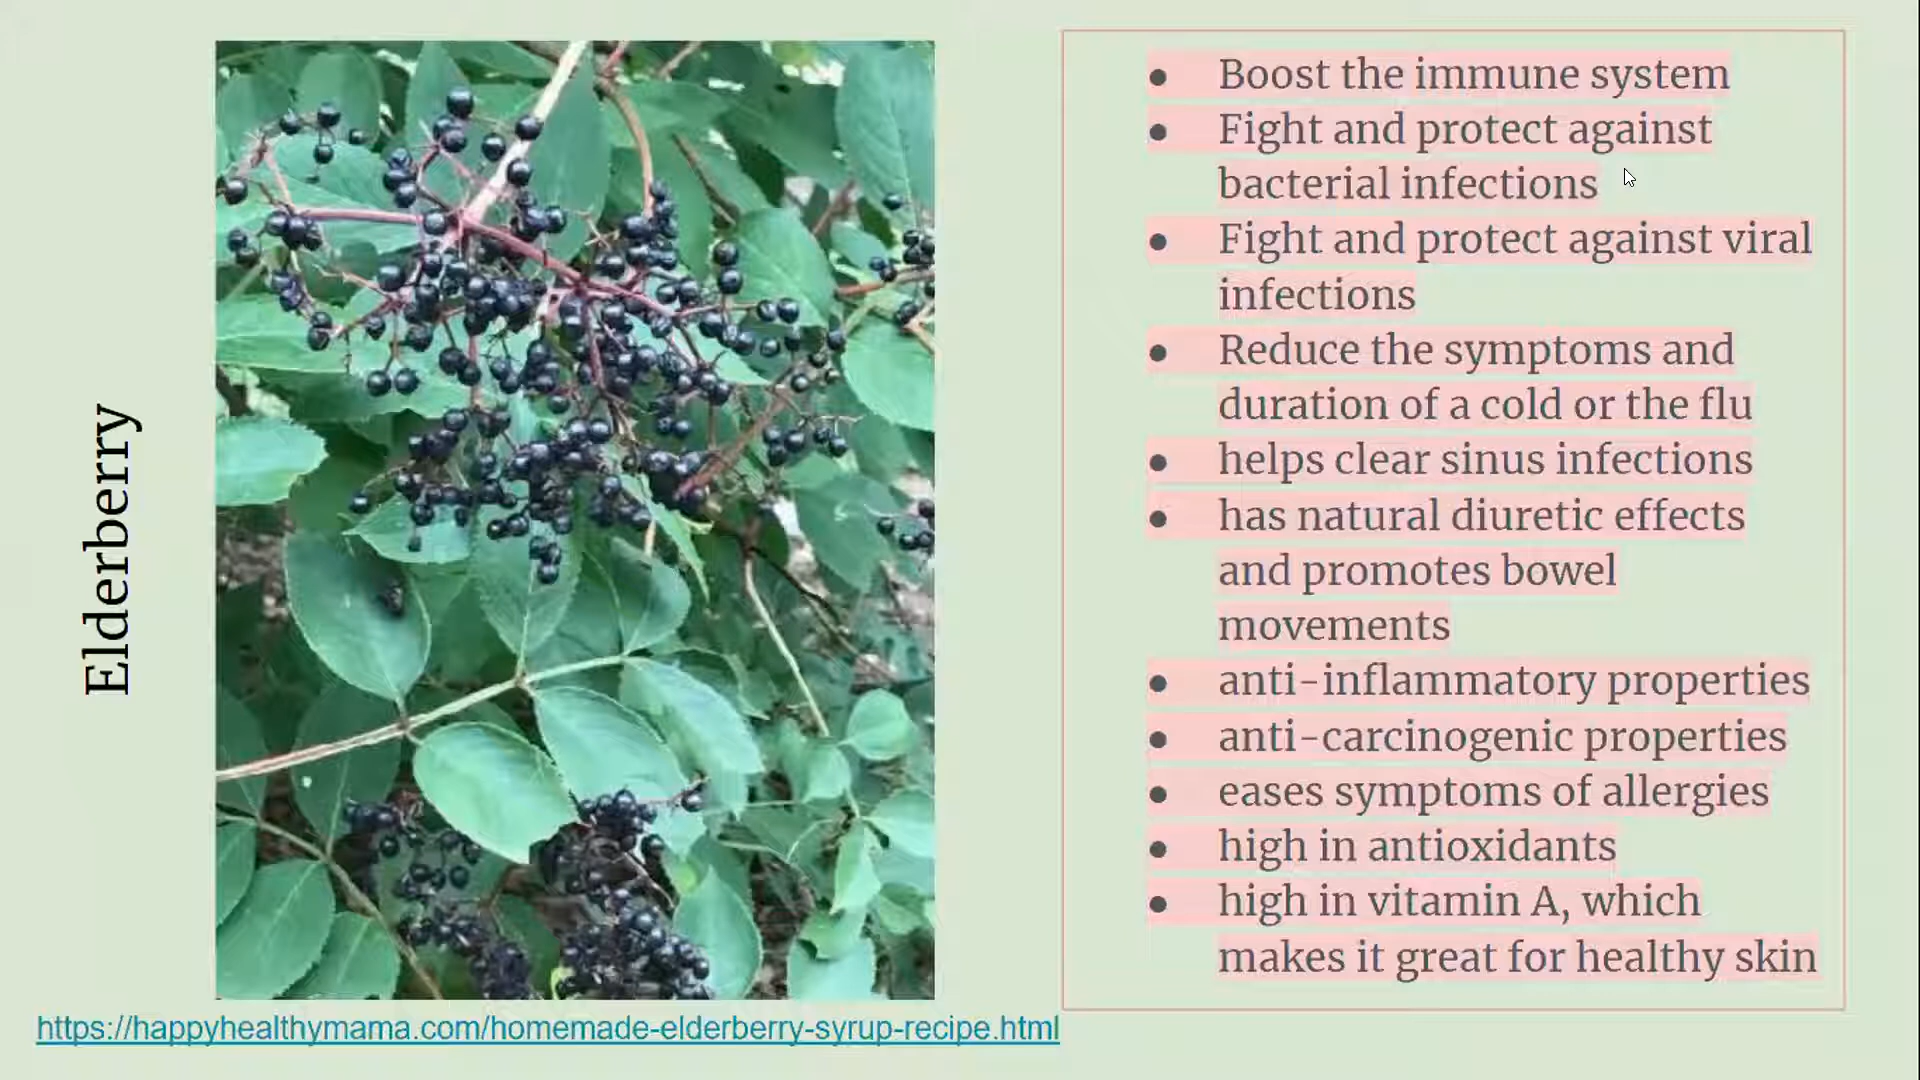 Elderberry
● Boost the immune system
● Fight and protect against
bacterial infections
● Fight and protect against viral
infections
● Reduce the symptoms and
duration of a cold or the flu
● helps clear sinus infections
● has natural diuretic effects
and promotes bowel
movements
● anti-inflammatory properties
● anti-carcinogenic properties
● eases symptoms of allergies
● high in antioxidants
● high in vitamin A, which
makes it great for healthy skin
https://happyhealthymama.com/homemade-elderberry-syrup-recipe.html